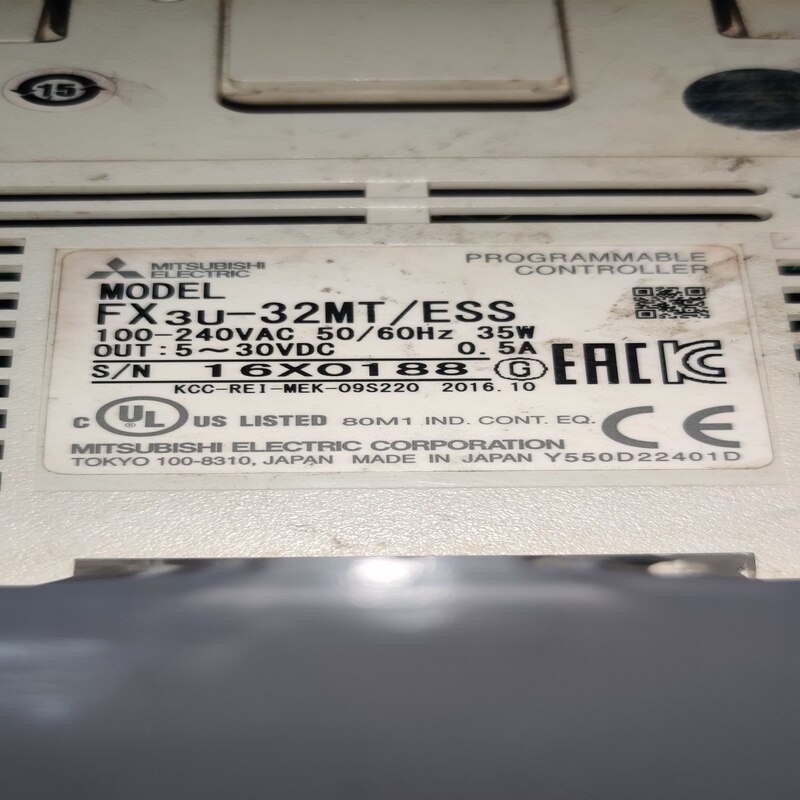 15
MITSUBISHI ELECTRIC
PROGRAMMABLE CONTROLLER
MODEL
FX3U-32MT/ESS
100-240VAC 50/60Hz 35W
OUT:5~30VDC 0.5A
S/N 16X0188 G EAC KC
KCC-REI-MEK-09S220 2016.10
C UL US LISTED 80M1 IND. CONT. EQ. CE
MITSUBISHI ELECTRIC CORPORATION
TOKYO 100-8310, JAPAN MADE IN JAPAN Y550D22401D